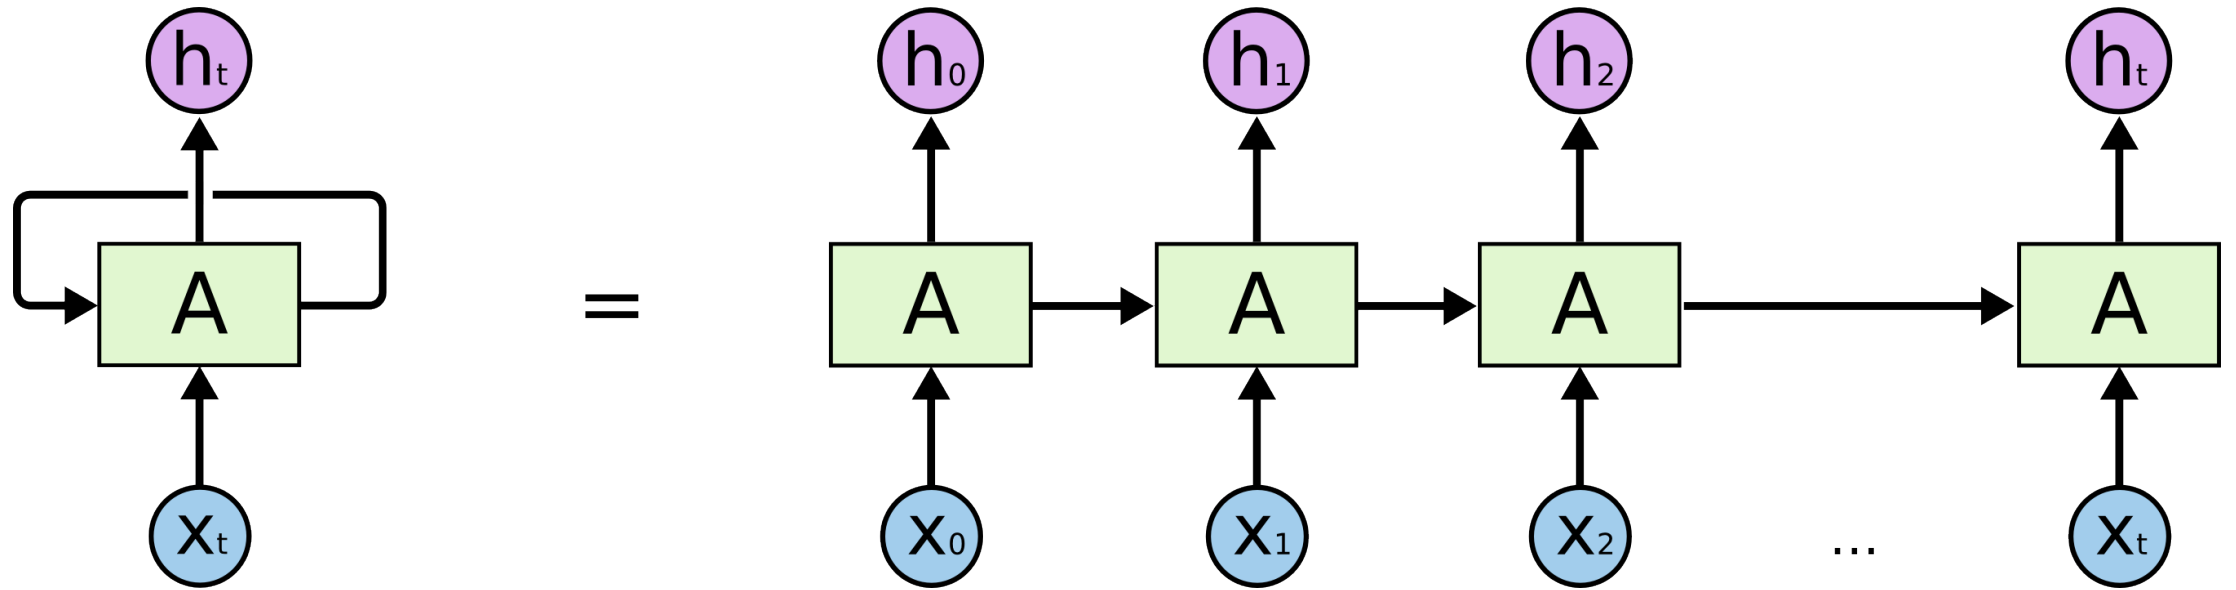 hₜ h₀ h₁ h₂ hₜ
A = A A A A
xₜ x₀ x₁ x₂ ... xₜ